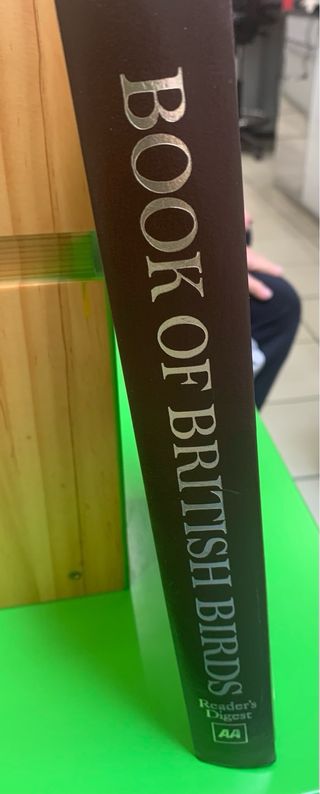 BOOK OF BRITISH BIRDS
Reader's
Digest
AA